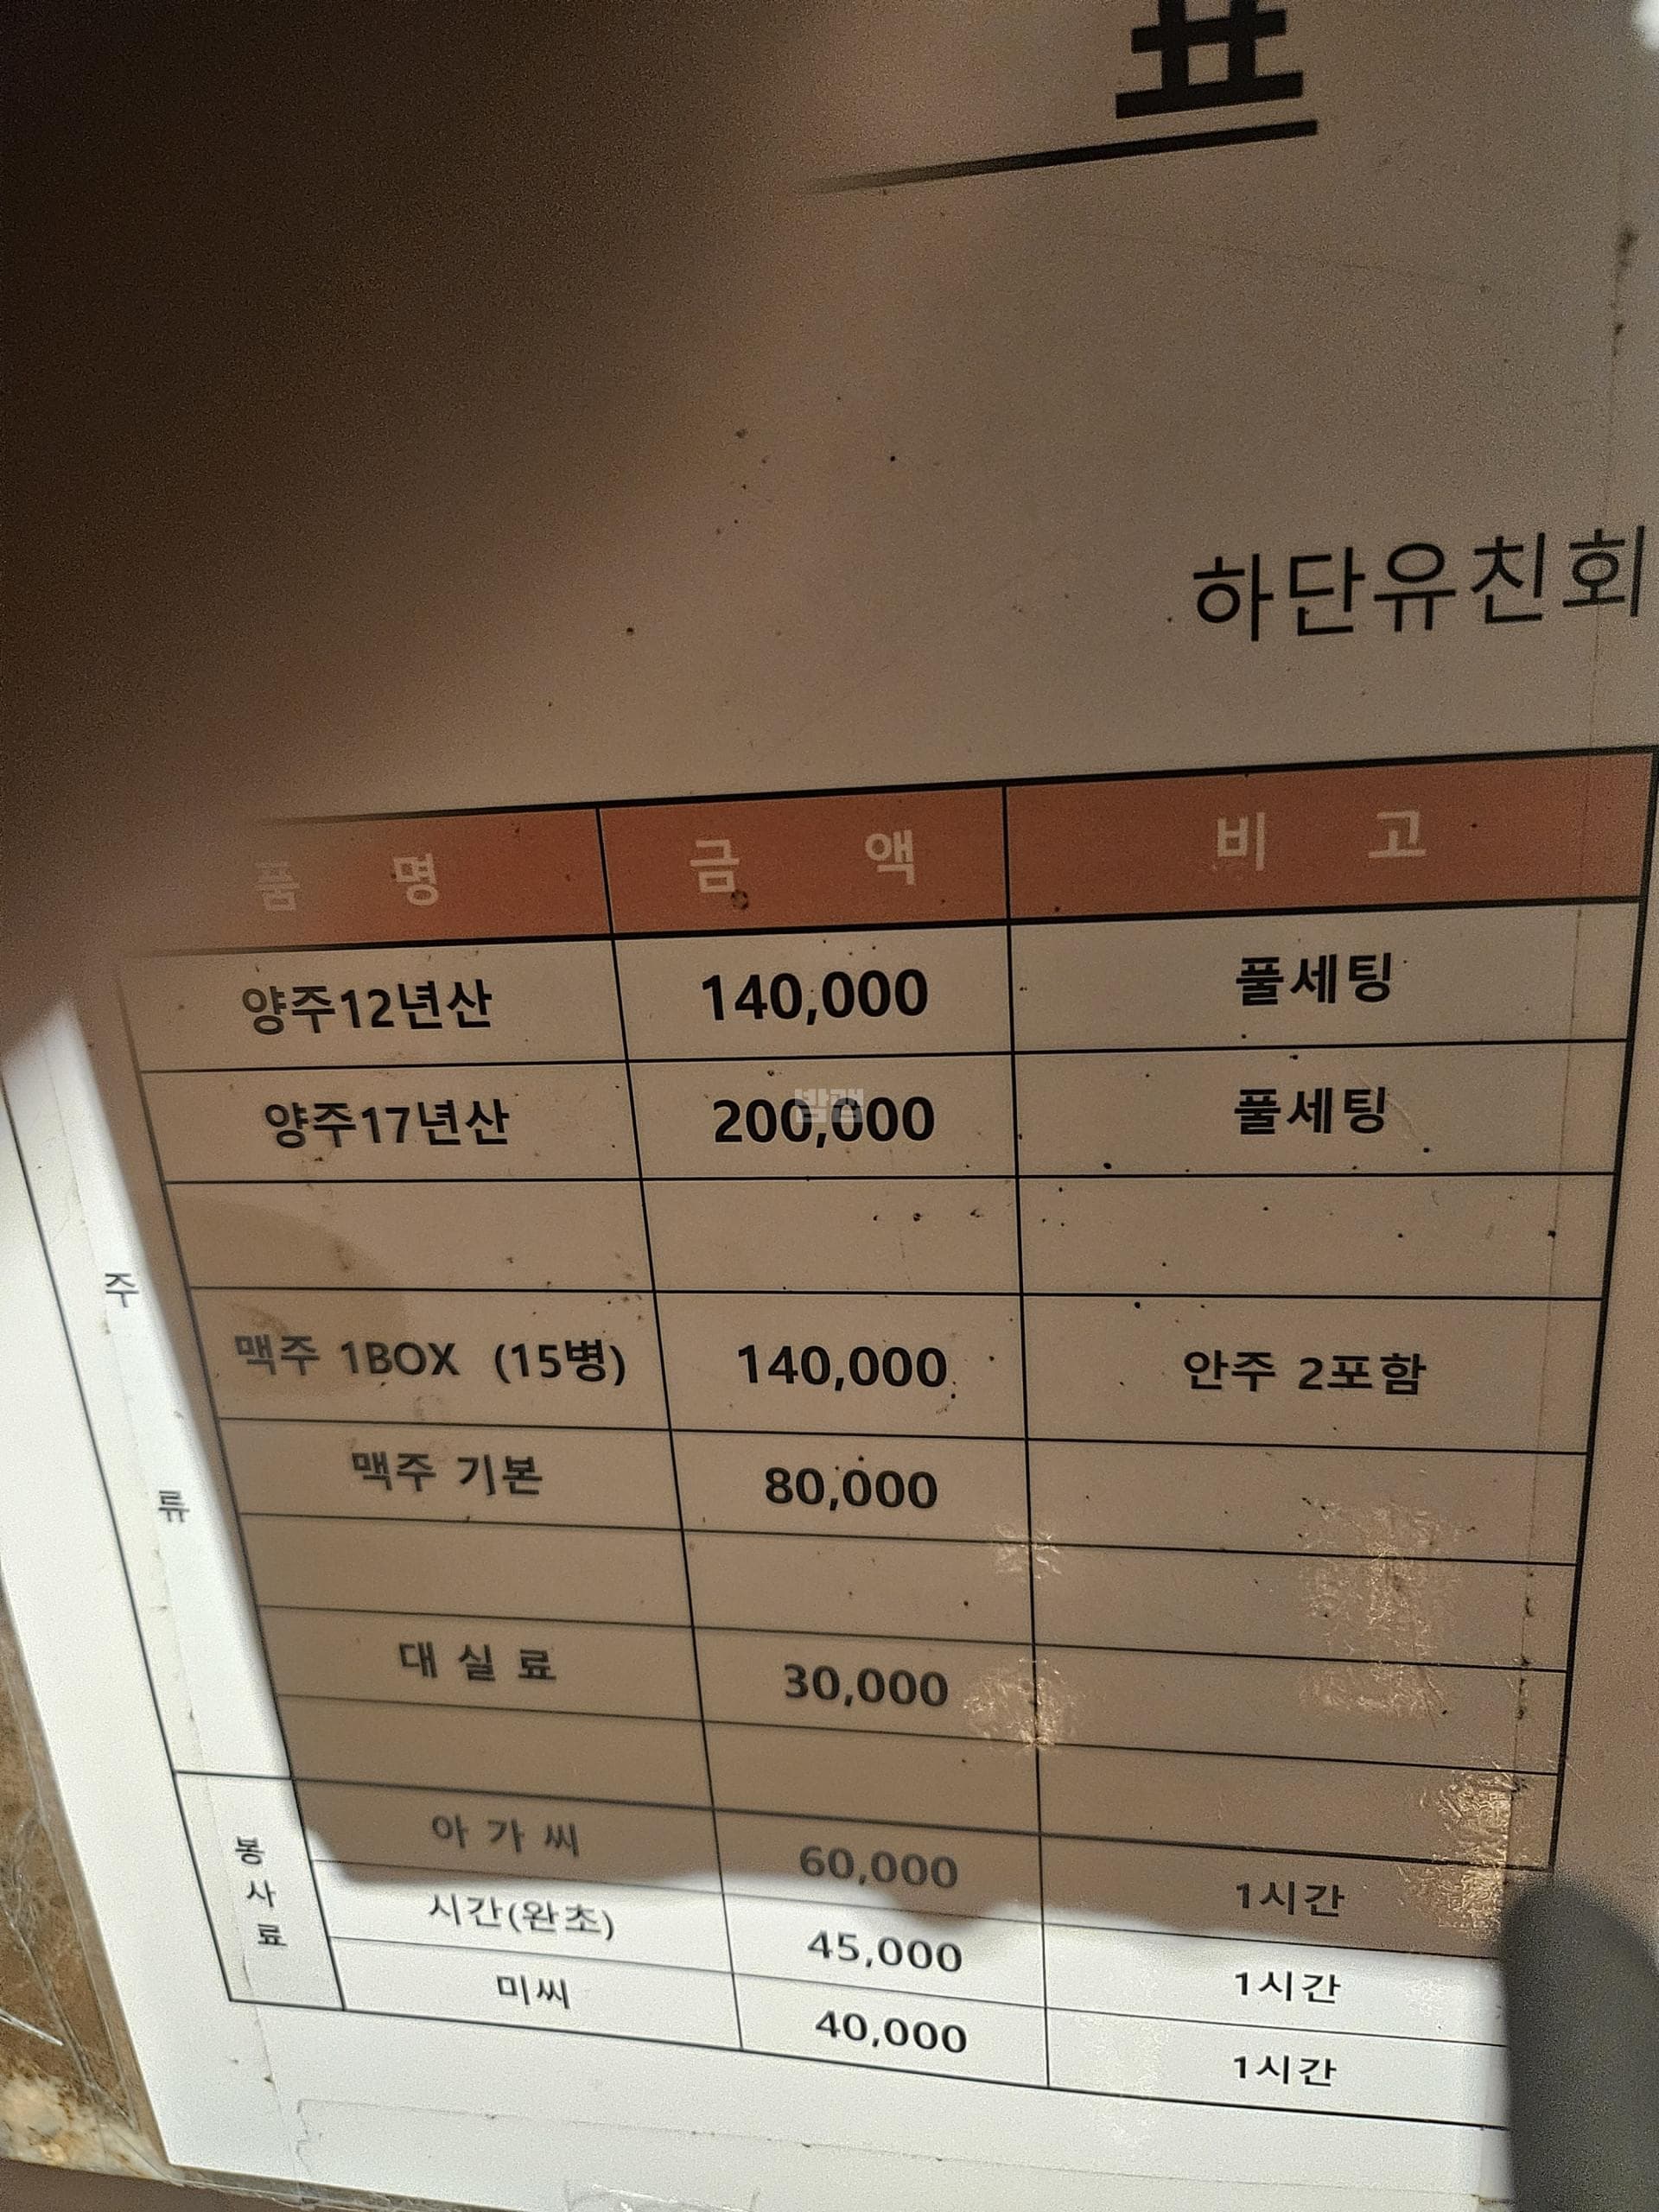 표
하단유친회
품 명 금 액 비 고
주 류
양주12년산 140,000 풀세팅
양주17년산 200,000 풀세팅
맥주 1BOX (15병) 140,000 안주 2포함
맥주 기본 80,000
대 실 료 30,000
봉 사 료
아 가 씨 60,000 1시간
시간(완초) 45,000 1시간
미씨 40,000 1시간